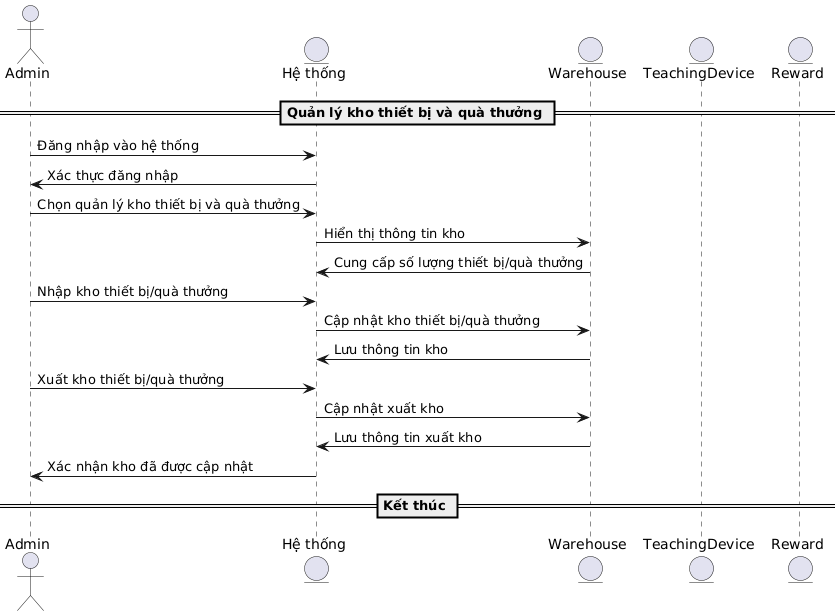 Admin
Hệ thống
Warehouse
TeachingDevice
Reward
Quản lý kho thiết bị và quà thưởng
Đăng nhập vào hệ thống
Xác thực đăng nhập
Chọn quản lý kho thiết bị và quà thưởng
Hiển thị thông tin kho
Cung cấp số lượng thiết bị/quà thưởng
Nhập kho thiết bị/quà thưởng
Cập nhật kho thiết bị/quà thưởng
Lưu thông tin kho
Xuất kho thiết bị/quà thưởng
Cập nhật xuất kho
Lưu thông tin xuất kho
Xác nhận kho đã được cập nhật
Kết thúc
Admin
Hệ thống
Warehouse
TeachingDevice
Reward